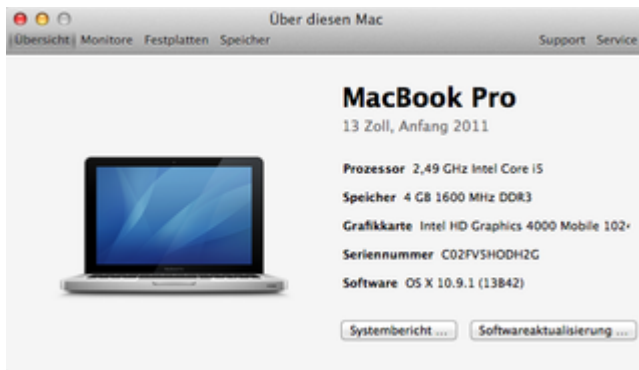 Über diesen Mac
Übersicht Monitore Festplatten Speicher Support Service
MacBook Pro
13 Zoll, Anfang 2011
Prozessor 2,49 GHz Intel Core i5
Speicher 4 GB 1600 MHz DDR3
Grafikkarte Intel HD Graphics 4000 Mobile 102
Seriennummer C02FV5HODH2G
Software OS X 10.9.1 (13B42)
Systembericht ... Softwareaktualisierung ...